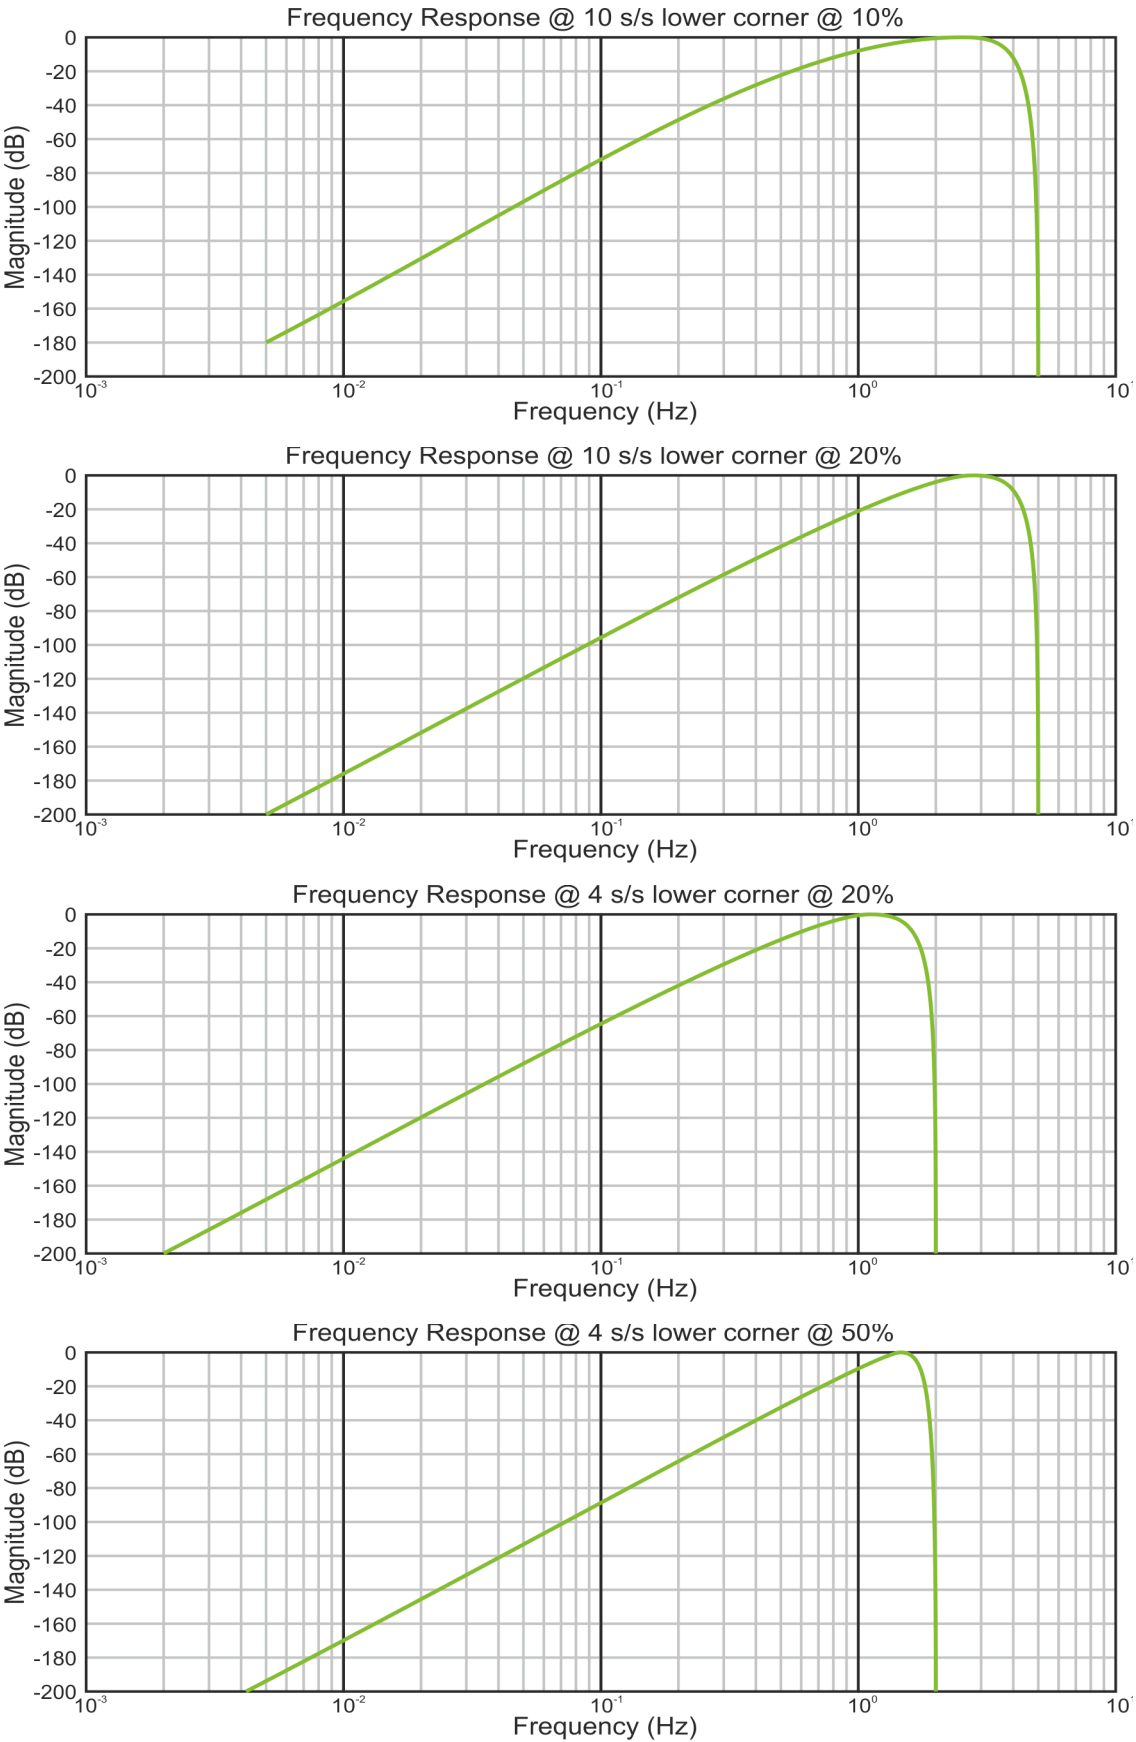 Frequency Response @ 10 s/s lower corner @ 10%
0
-20
-40
-60
-80
-100
-120
-140
-160
-180
-200
Magnitude (dB)
10⁻³ 10⁻² 10⁻¹ 10⁰ 10¹
Frequency (Hz)
Frequency Response @ 10 s/s lower corner @ 20%
0
-20
-40
-60
-80
-100
-120
-140
-160
-180
-200
Magnitude (dB)
10⁻³ 10⁻² 10⁻¹ 10⁰ 10¹
Frequency (Hz)
Frequency Response @ 4 s/s lower corner @ 20%
0
-20
-40
-60
-80
-100
-120
-140
-160
-180
-200
Magnitude (dB)
10⁻³ 10⁻² 10⁻¹ 10⁰ 10¹
Frequency (Hz)
Frequency Response @ 4 s/s lower corner @ 50%
0
-20
-40
-60
-80
-100
-120
-140
-160
-180
-200
Magnitude (dB)
10⁻³ 10⁻² 10⁻¹ 10⁰ 10¹
Frequency (Hz)